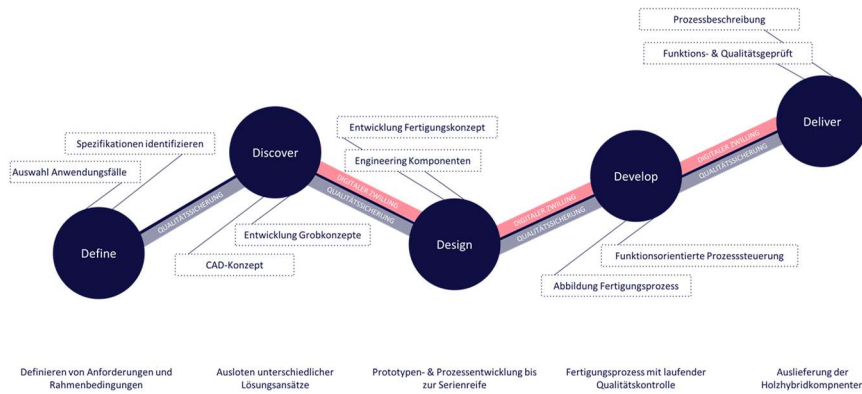 Prozessbeschreibung
Funktions- & Qualitätsgeprüft
Deliver
Entwicklung Fertigungskonzept
Engineering Komponenten
Discover
Spezifikationen identifizieren
Auswahl Anwendungsfälle
Develop
DIGITALER ZWILLING
QUALITÄTSSICHERUNG
QUALITÄTSSICHERUNG
DIGITALER ZWILLING
QUALITÄTSSICHERUNG
DIGITALER ZWILLING
QUALITÄTSSICHERUNG
Define
Design
Entwicklung Grobkonzepte
CAD-Konzept
Funktionsorientierte Prozesssteuerung
Abbildung Fertigungsprozess
Definieren von Anforderungen und
Rahmenbedingungen
Ausloten unterschiedlicher
Lösungsansätze
Prototypen- & Prozessentwicklung bis
zur Serienreife
Fertigungsprozess mit laufender
Qualitätskontrolle
Auslieferung der
Holzhybridkompnenten